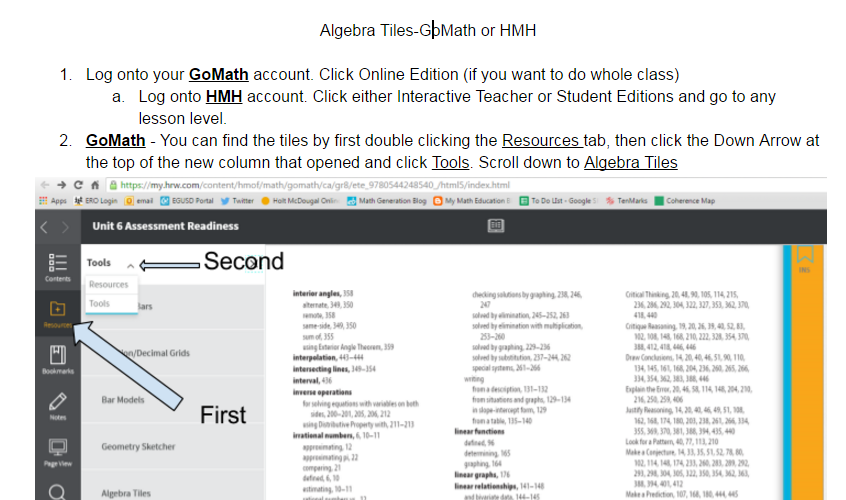 Algebra Tiles-GoMath or HMH
1. Log onto your GoMath account. Click Online Edition (if you want to do whole class)
a. Log onto HMH account. Click either Interactive Teacher or Student Editions and go to any
lesson level.
2. GoMath - You can find the tiles by first double clicking the Resources tab, then click the Down Arrow at
the top of the new column that opened and click Tools. Scroll down to Algebra Tiles
https://my.hrw.com/content/hmof/math/gomath/ca/gr8/ete_9780544248540_/html5/index.html
Apps ERO Login email EGUSD Portal Twitter Holt McDougal Online Math Generation Blog My Math Education To Do List - Google TenMarks Coherence Map
Unit 6 Assessment Readiness
Contents
Tools
Second
Resources
Tools
Resources
Bookmarks
Notes
Page View
Bars
/Decimal Grids
Bar Models
First
Geometry Sketcher
Algebra Tiles
interior angles, 358
alternate, 349, 350
remote, 358
same-side, 349, 350
sum of, 355
using Exterior Angle Theorem, 359
interpolation, 443–444
intersecting lines, 349–354
interval, 436
inverse operations
for solving equations with variables on both
sides, 200–201, 205, 206, 212
using Distributive Property with, 211–213
irrational numbers, 6, 10–11
approximating, 12
approximating pi, 22
comparing, 21
defined, 6, 10
estimating, 10–11
checking solutions by graphing, 238, 246,
247
solved by elimination, 245–252, 263
solved by elimination with multiplication,
253–260
solved by graphing, 229–236
solved by substitution, 237–244, 262
special systems, 261–266
writing
from a description, 131–132
from situations and graphs, 129–134
in slope-intercept form, 129
from a table, 135–140
linear functions
defined, 96
determining, 165
graphing, 164
linear graphs, 176
linear relationships, 141–148
and bivariate data, 144–145
Critical Thinking, 20, 48, 90, 105, 114, 215,
236, 286, 292, 304, 322, 327, 353, 362, 370,
418, 440
Critique Reasoning, 19, 20, 26, 39, 40, 52, 83,
102, 108, 148, 168, 210, 222, 328, 354, 370,
388, 412, 418, 446, 446
Draw Conclusions, 14, 20, 40, 46, 51, 90, 110,
134, 145, 161, 168, 204, 236, 260, 265, 266,
334, 354, 362, 383, 388, 446
Explain the Error, 20, 46, 58, 114, 148, 204, 210,
216, 250, 259, 406
Justify Reasoning, 14, 20, 40, 46, 49, 51, 108,
162, 168, 174, 180, 203, 238, 261, 266, 334,
355, 369, 370, 381, 388, 394, 435, 440
Look for a Pattern, 40, 77, 113, 210
Make a Conjecture, 14, 33, 35, 51, 52, 78, 80,
102, 114, 148, 174, 233, 260, 283, 289, 292,
293, 298, 304, 305, 322, 350, 354, 362, 363,
388, 394, 401, 412
Make a Prediction, 107, 168, 180, 444, 445